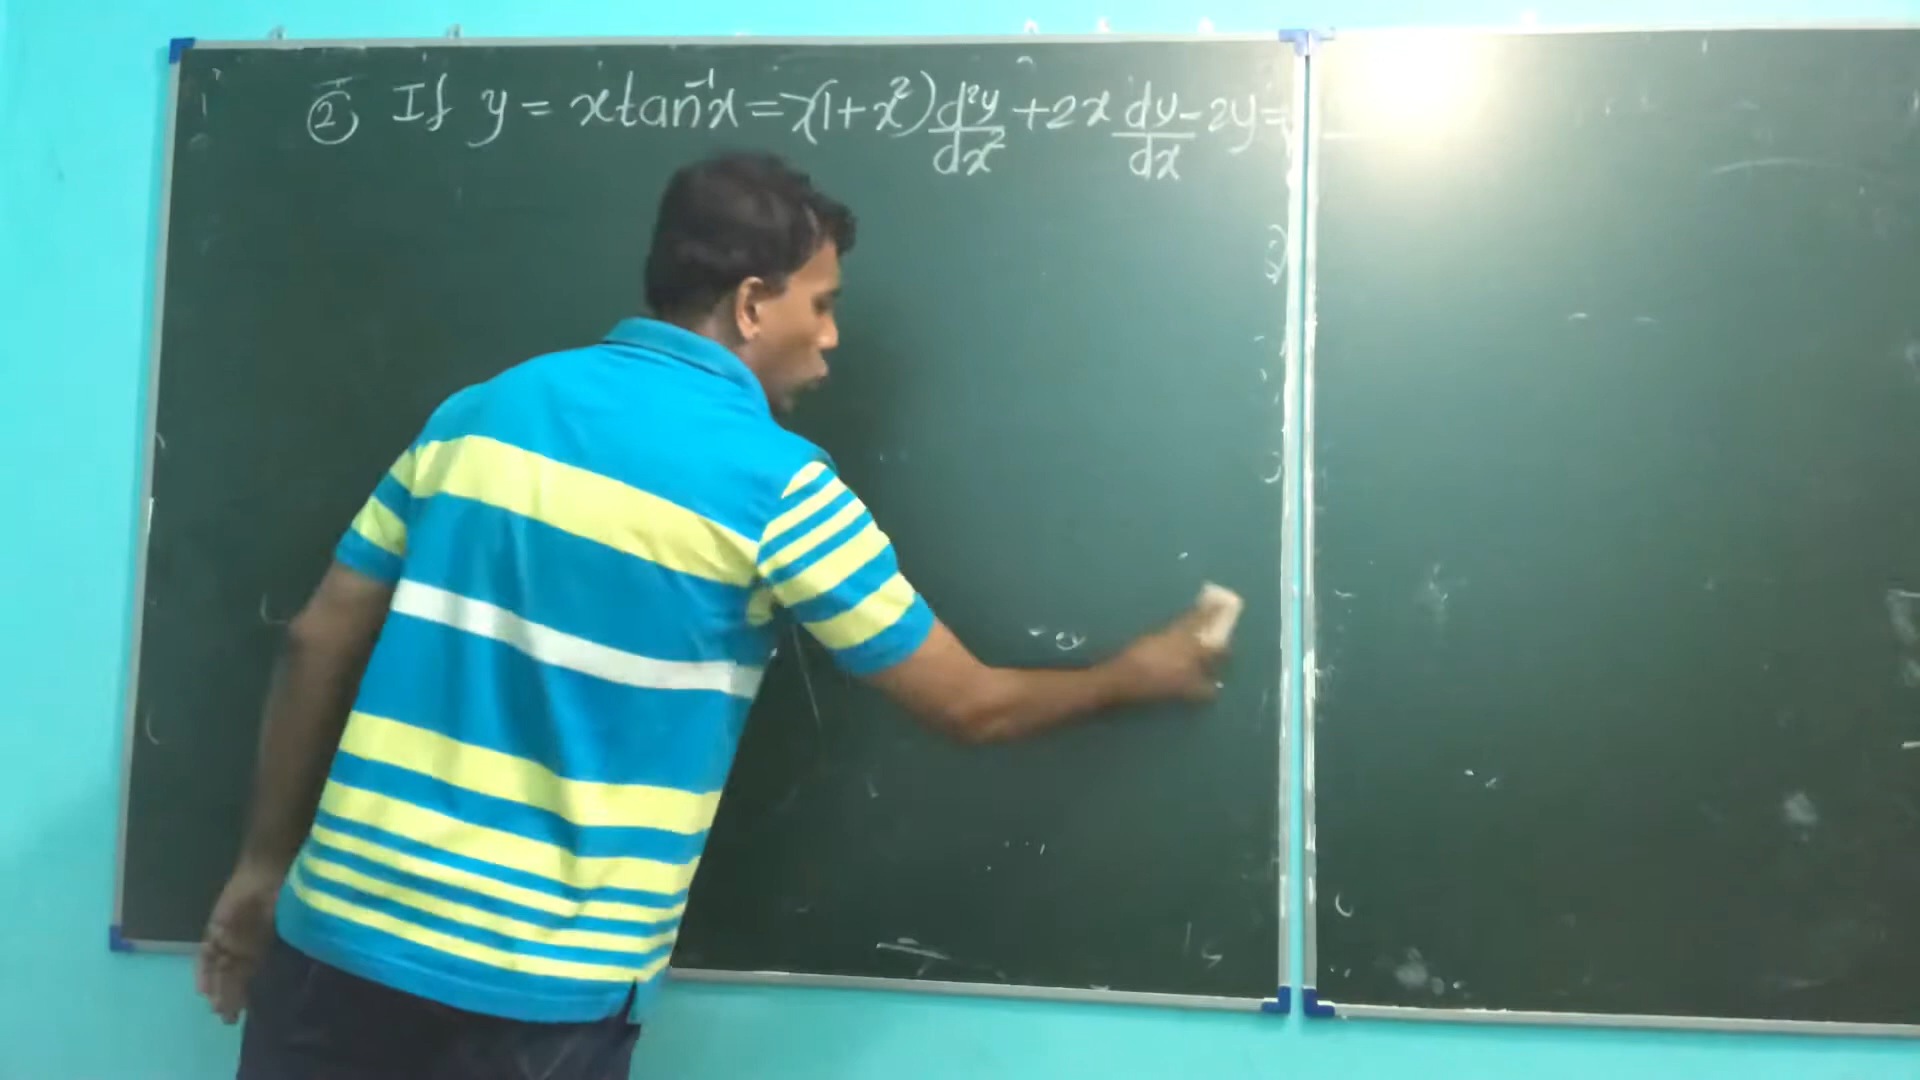 ② If y = x tan⁻¹x => (1+x²) d²y/dx² + 2x dy/dx - 2y =